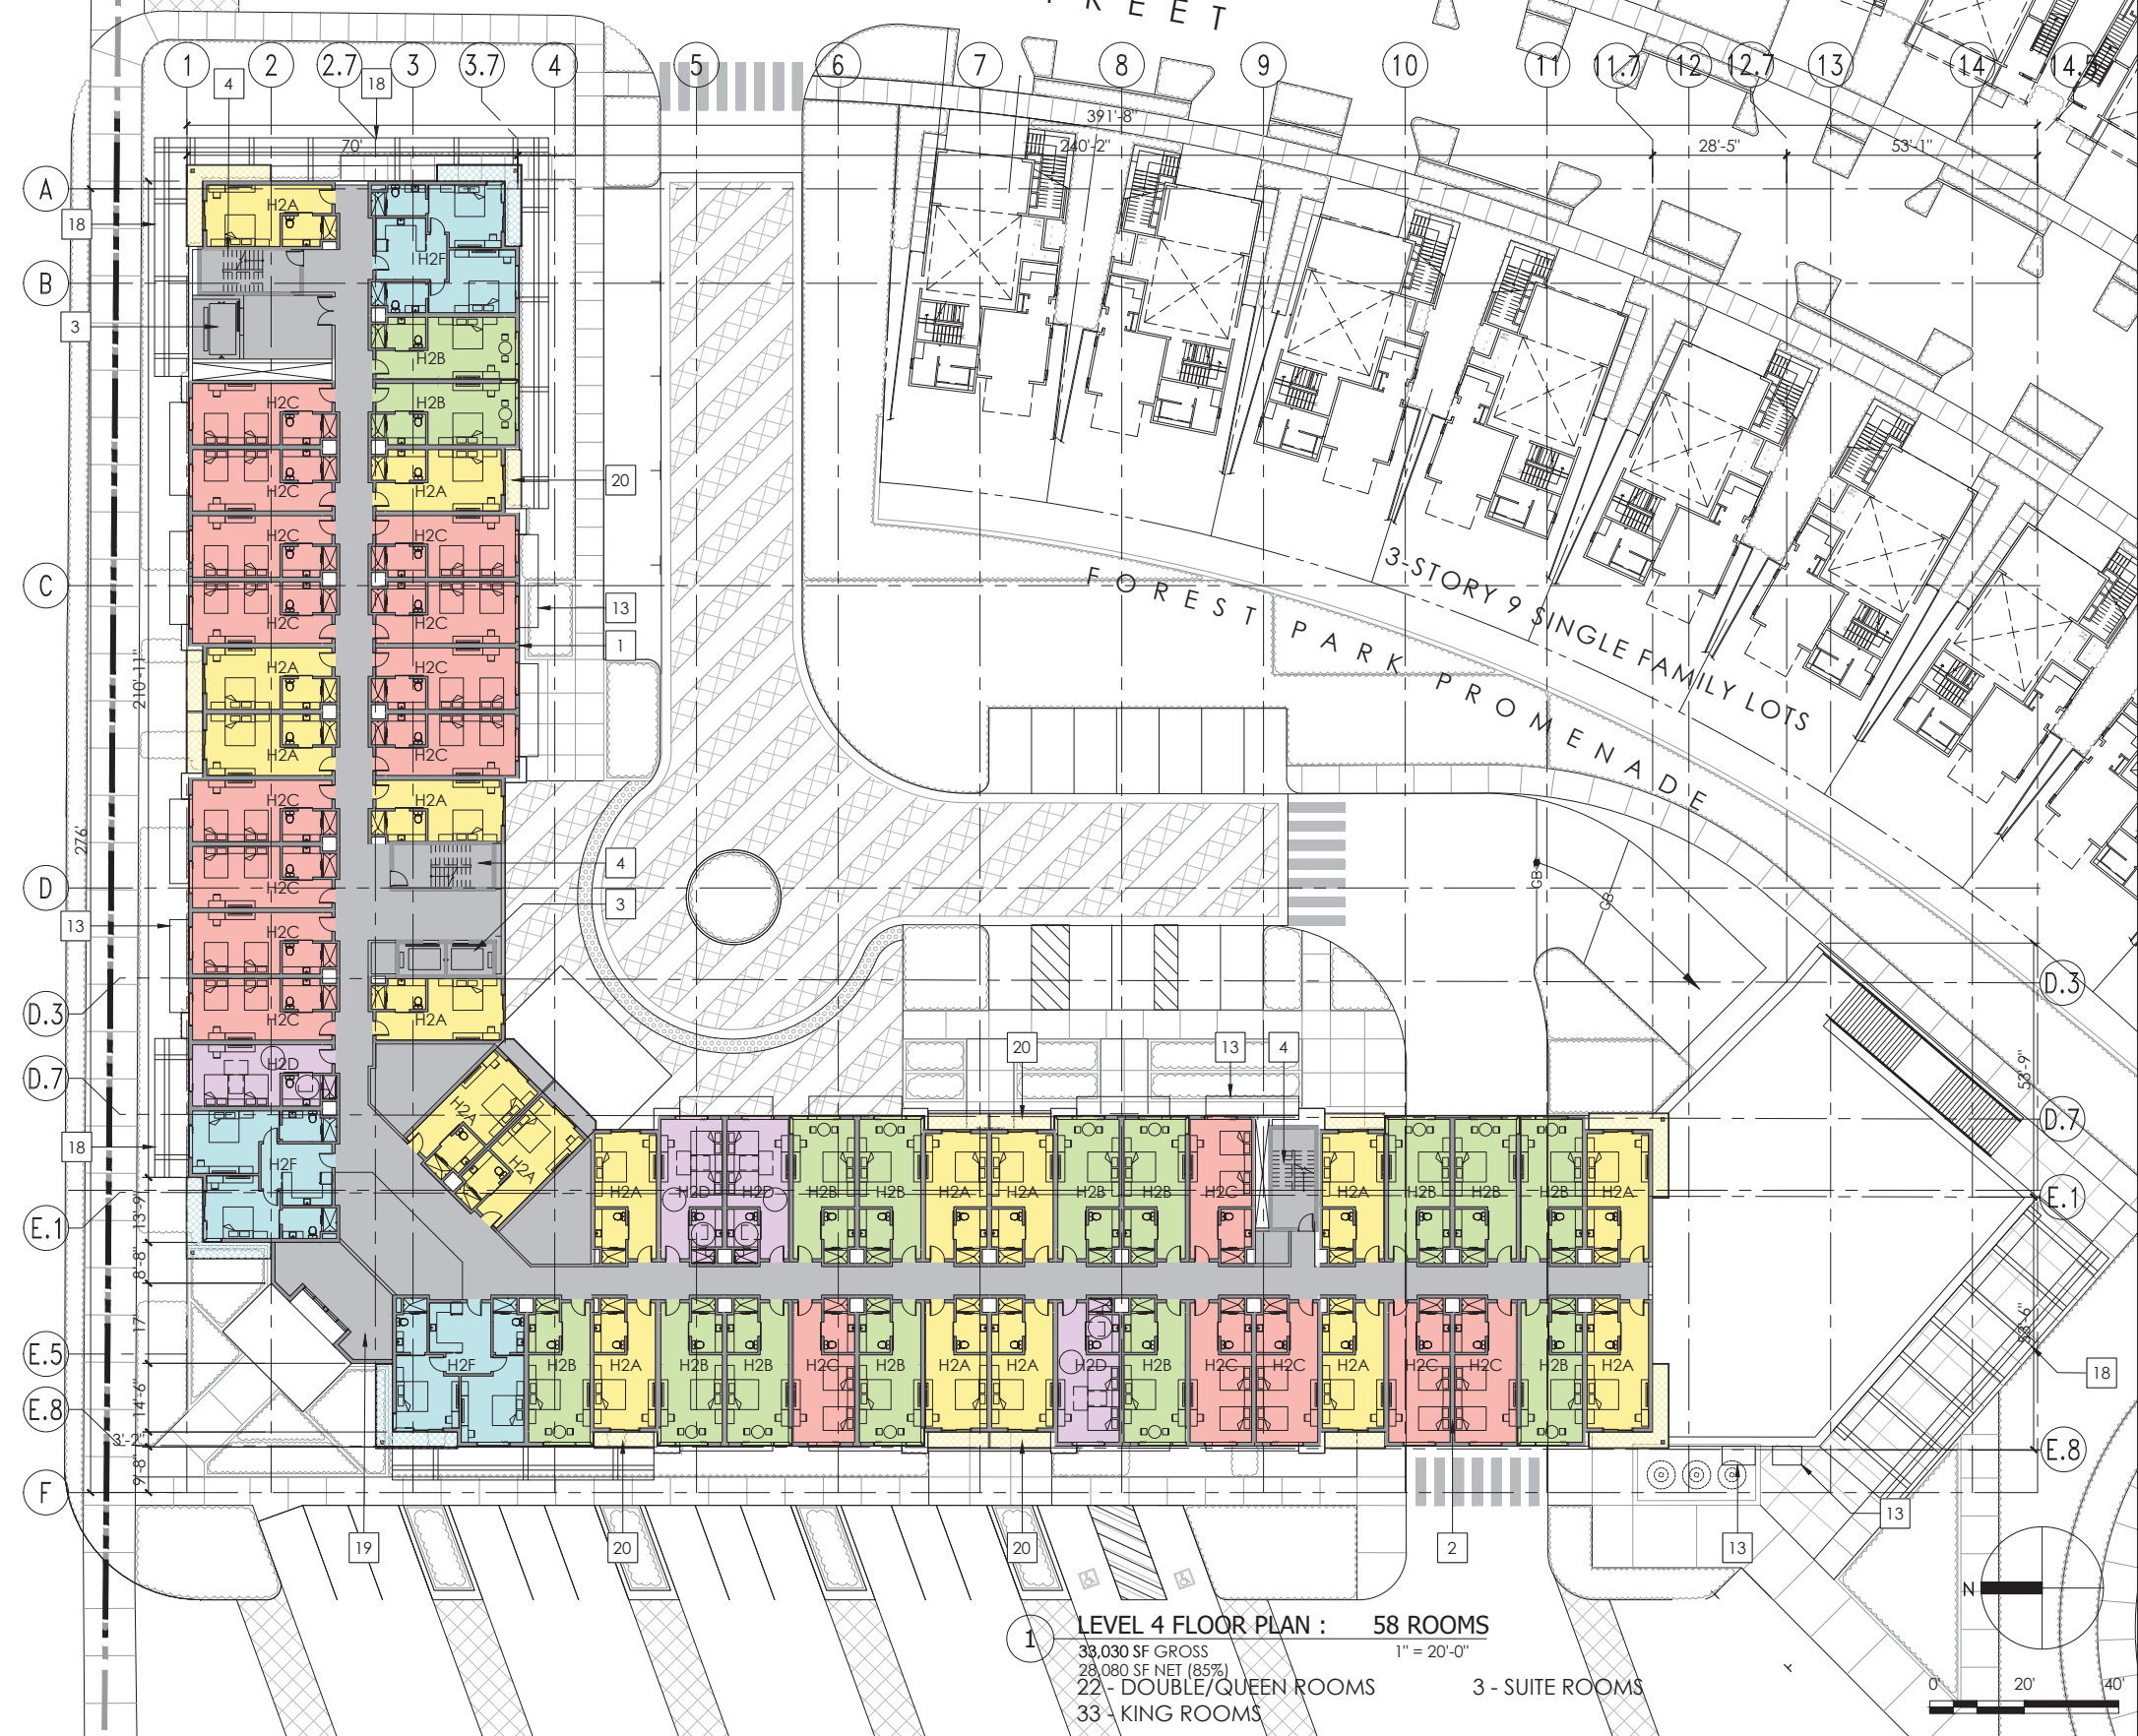 TREET
1 2 2.7 3 3.7 4 5 6 7 8 9 10 11 11.7 12 12.7 13 14 14.5
4 18
391'-8"
70' 240'-2" 28'-5" 53'-1"
A
H2A
18
H2F
B
3
H2B
H2C H2B
H2C H2A
20
H2C H2C
C
H2C H2C
13
1
3-STORY 9 SINGLE FAMILY LOTS
FOREST PARK PROMENADE
H2A H2C
210'-11"
H2A H2C
H2C H2A
276'
4
D
H2C
3
GB
GB
13
H2C
D.3
H2C H2A
D.3
H2D
20 13 4
53'-9"
D.7
H2A
H2A
D.7
18
H2F
H2A H2D H2D H2B H2B H2A H2A H2B H2B H2C H2A H2B H2B H2B H2A
E.1
E.1
13'-9"
8'-8"
17'
E.5
53'-6"
H2F H2B H2A H2B H2B H2C H2B H2A H2A H2D H2B H2C H2C H2A H2C H2C H2B H2A
18
E.8
14'-6"
3'-2"
E.8
9'-8"
F
13
19 20 20 2 13
N
1
LEVEL 4 FLOOR PLAN : 58 ROOMS
33,030 SF GROSS 1" = 20'-0"
28,080 SF NET (85%)
22 - DOUBLE/QUEEN ROOMS 3 - SUITE ROOMS
33 - KING ROOMS
0' 20' 40'